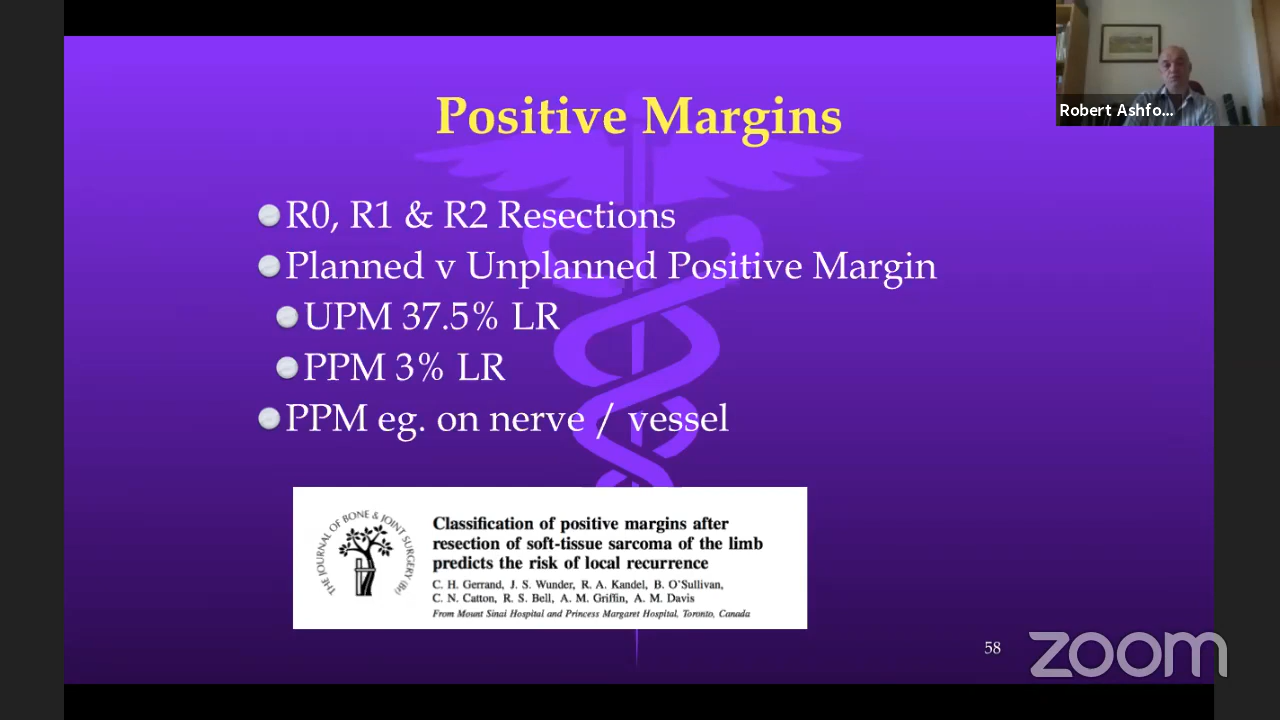 Positive Margins
Robert Ashfo...
R0, R1 & R2 Resections
Planned v Unplanned Positive Margin
UPM 37.5% LR
PPM 3% LR
PPM eg. on nerve / vessel
THE JOURNAL OF BONE & JOINT SURGERY (Br)
Classification of positive margins after
resection of soft-tissue sarcoma of the limb
predicts the risk of local recurrence
C. H. Gerrand, J. S. Wunder, R. A. Kandel, B. O'Sullivan,
C. N. Catton, R. S. Bell, A. M. Griffin, A. M. Davis
From Mount Sinai Hospital and Princess Margaret Hospital, Toronto, Canada
58
zoom